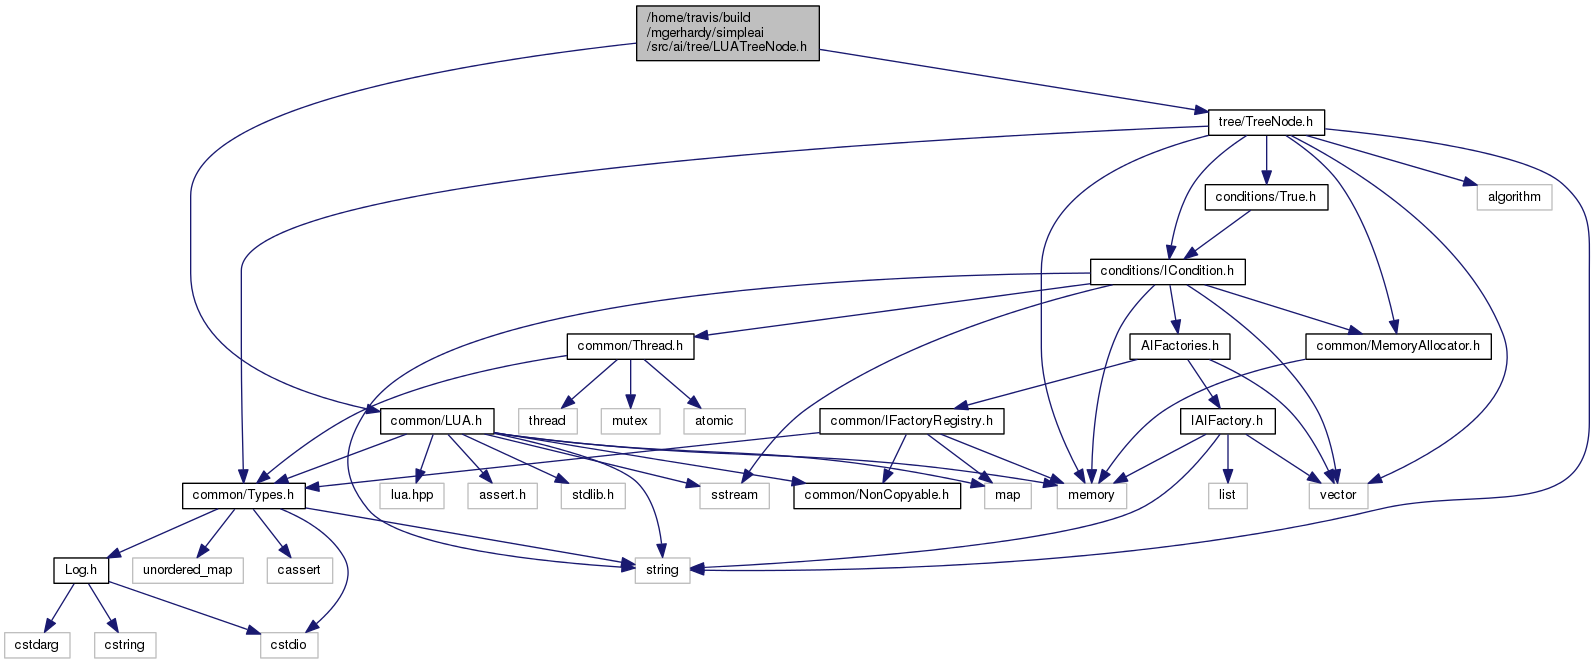 /home/travis/build
/mgerhardy/simpleai
/src/ai/tree/LUATreeNode.h
tree/TreeNode.h
conditions/True.h
algorithm
conditions/ICondition.h
common/Thread.h
AIFactories.h
common/MemoryAllocator.h
thread
mutex
atomic
common/LUA.h
common/IFactoryRegistry.h
IAIFactory.h
common/Types.h
lua.hpp
assert.h
stdlib.h
sstream
common/NonCopyable.h
map
memory
list
vector
Log.h
unordered_map
cassert
string
cstdarg
cstring
cstdio